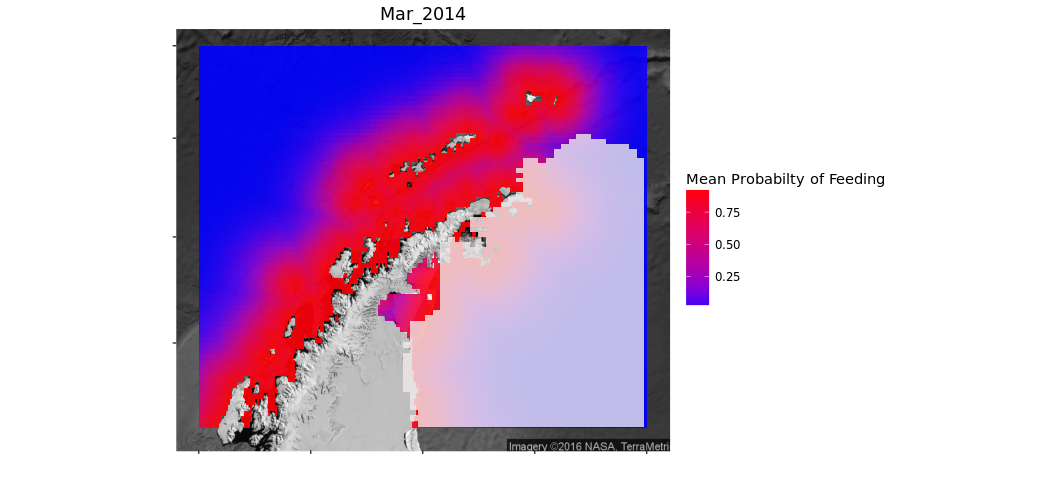 Mar_2014
Mean Probabilty of Feeding
0.75
0.50
0.25
Imagery ©2016 NASA, TerraMetri